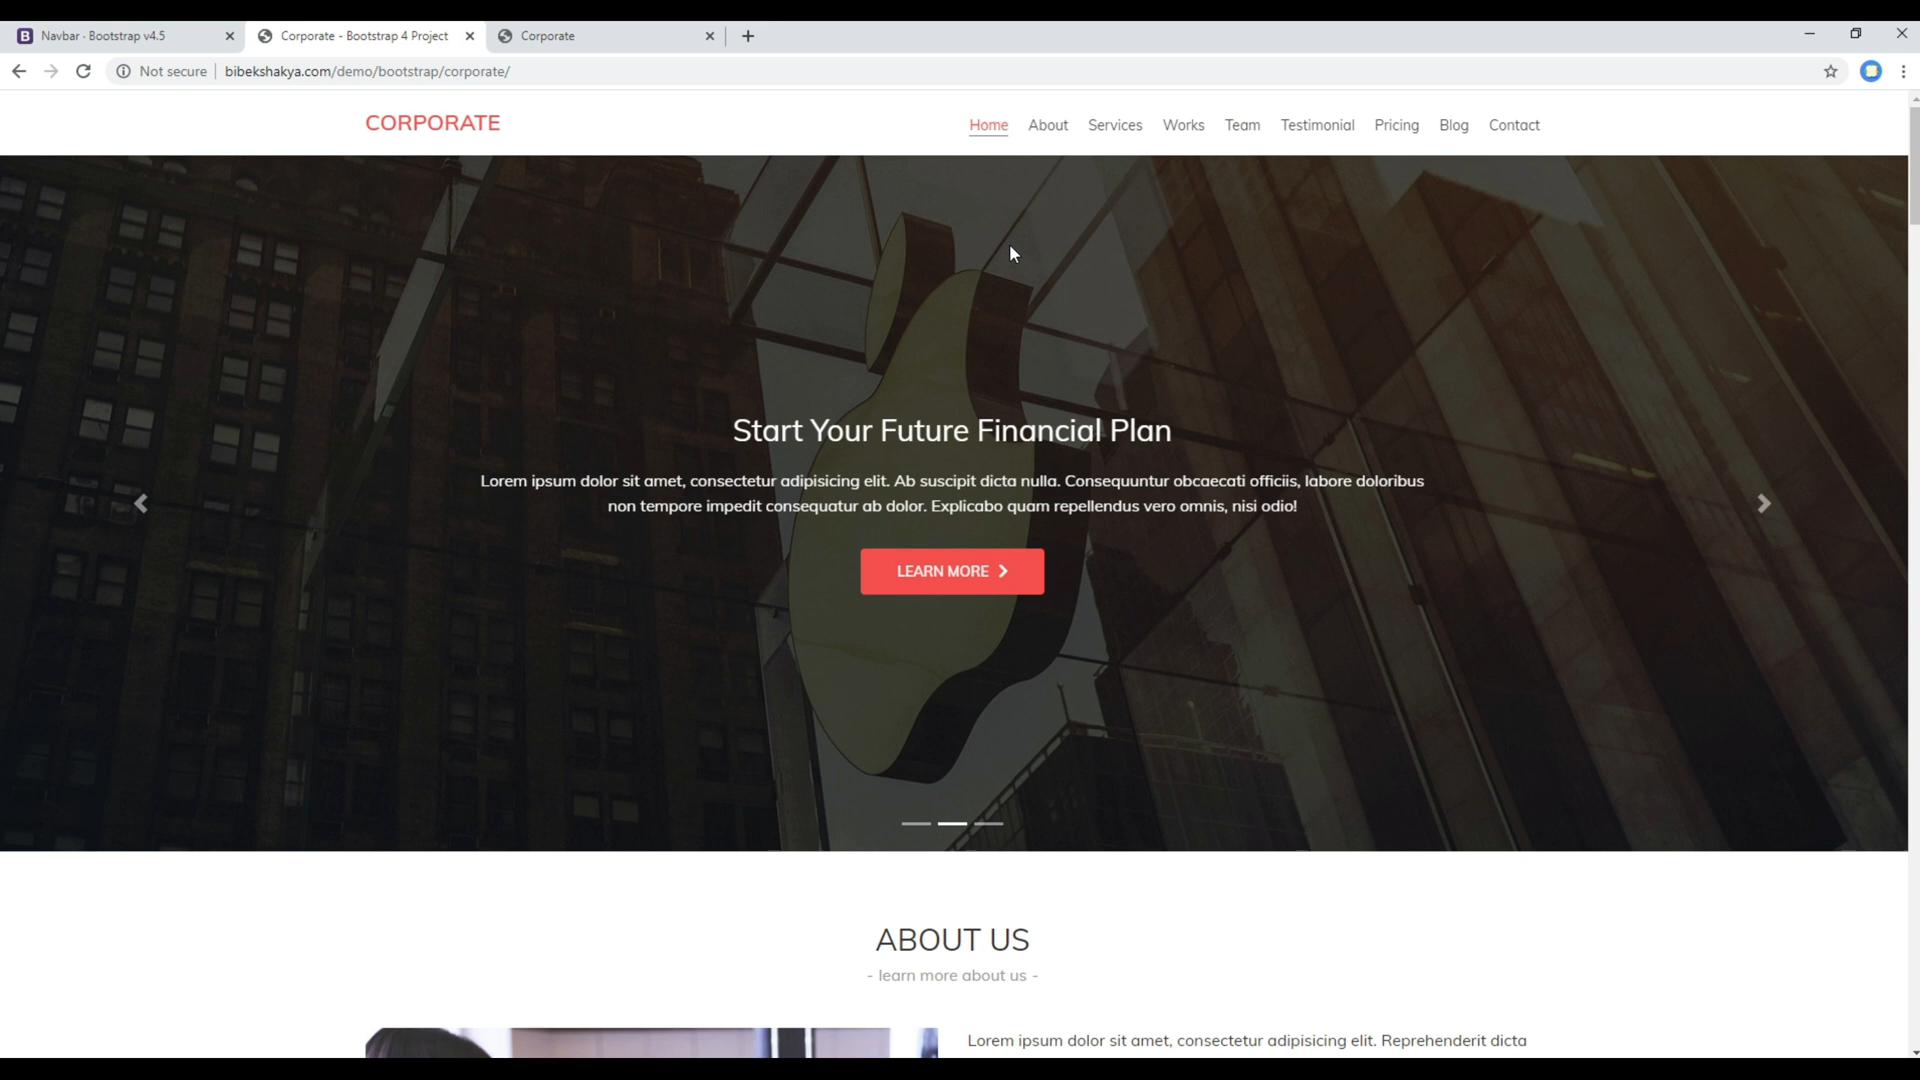 Navbar · Bootstrap v4.5
Corporate - Bootstrap 4 Project
Corporate
Not secure
bibekshakya.com/demo/bootstrap/corporate/
CORPORATE
Home
About
Services
Works
Team
Testimonial
Pricing
Blog
Contact
Start Your Future Financial Plan
Lorem ipsum dolor sit amet, consectetur adipisicing elit. Ab suscipit dicta nulla. Consequuntur obcaecati officiis, labore doloribus
non tempore impedit consequatur ab dolor. Explicabo quam repellendus vero omnis, nisi odio!
LEARN MORE
ABOUT US
- learn more about us -
Lorem ipsum dolor sit amet, consectetur adipisicing elit. Reprehenderit dicta